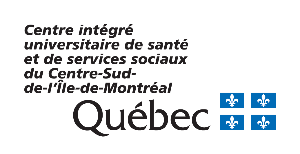 Centre intégré
universitaire de santé
et de services sociaux
du Centre-Sud-
de-l'Île-de-Montréal
Québec